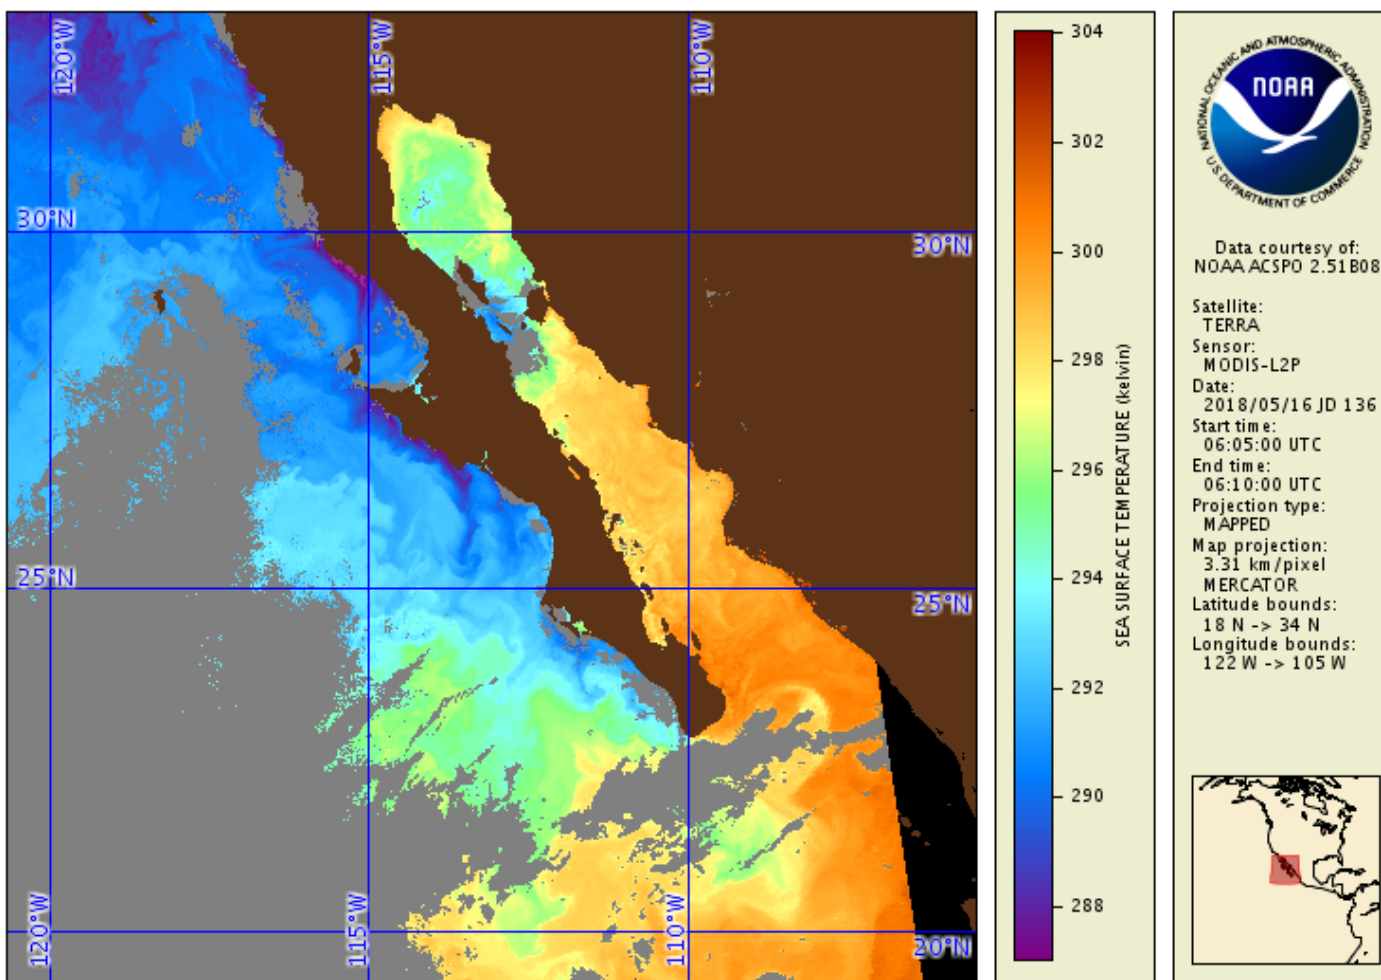 120°W
115°W
110°W
30°N
30°N
25°N
25°N
120°W
115°W
110°W
20°N
304
302
300
298
296
294
292
290
288
SEA SURFACE TEMPERATURE (kelvin)
NATIONAL OCEANIC AND ATMOSPHERIC ADMINISTRATION
NOAA
U.S. DEPARTMENT OF COMMERCE
Data courtesy of:
NOAA ACSPO 2.51B08
Satellite:
TERRA
Sensor:
MODIS-L2P
Date:
2018/05/16 JD 136
Start time:
06:05:00 UTC
End time:
06:10:00 UTC
Projection type:
MAPPED
Map projection:
3.31 km/pixel
MERCATOR
Latitude bounds:
18 N -> 34 N
Longitude bounds:
122 W -> 105 W